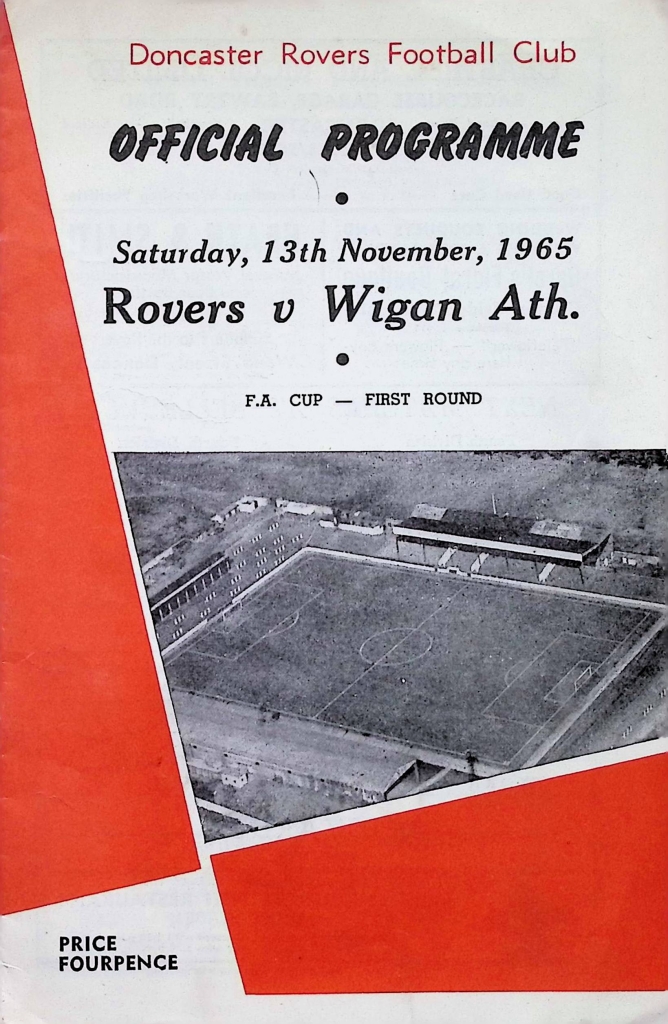 Doncaster Rovers Football Club
OFFICIAL PROGRAMME
Saturday, 13th November, 1965
Rovers v Wigan Ath.
F.A. CUP — FIRST ROUND
PRICE
FOURPENCE